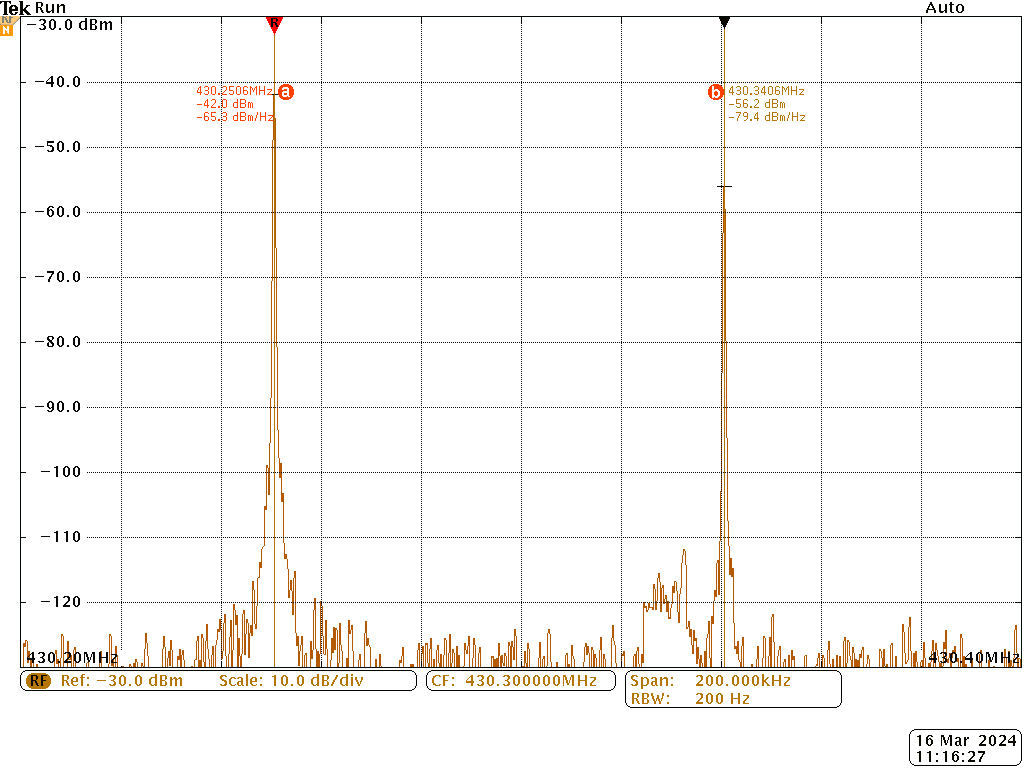 Tek Run Auto
RF
N
R
−30.0 dBm
−40.0
430.2506MHz
−42.0 dBm
−65.3 dBm/Hz
a
b
430.3406MHz
−56.2 dBm
−79.4 dBm/Hz
−50.0
−60.0
−70.0
−80.0
−90.0
−100
−110
−120
430.20MHz 430.40MHz
RF Ref: −30.0 dBm Scale: 10.0 dB/div
CF: 430.300000MHz
Span: 200.000kHz
RBW: 200 Hz
16 Mar 2024
11:16:27